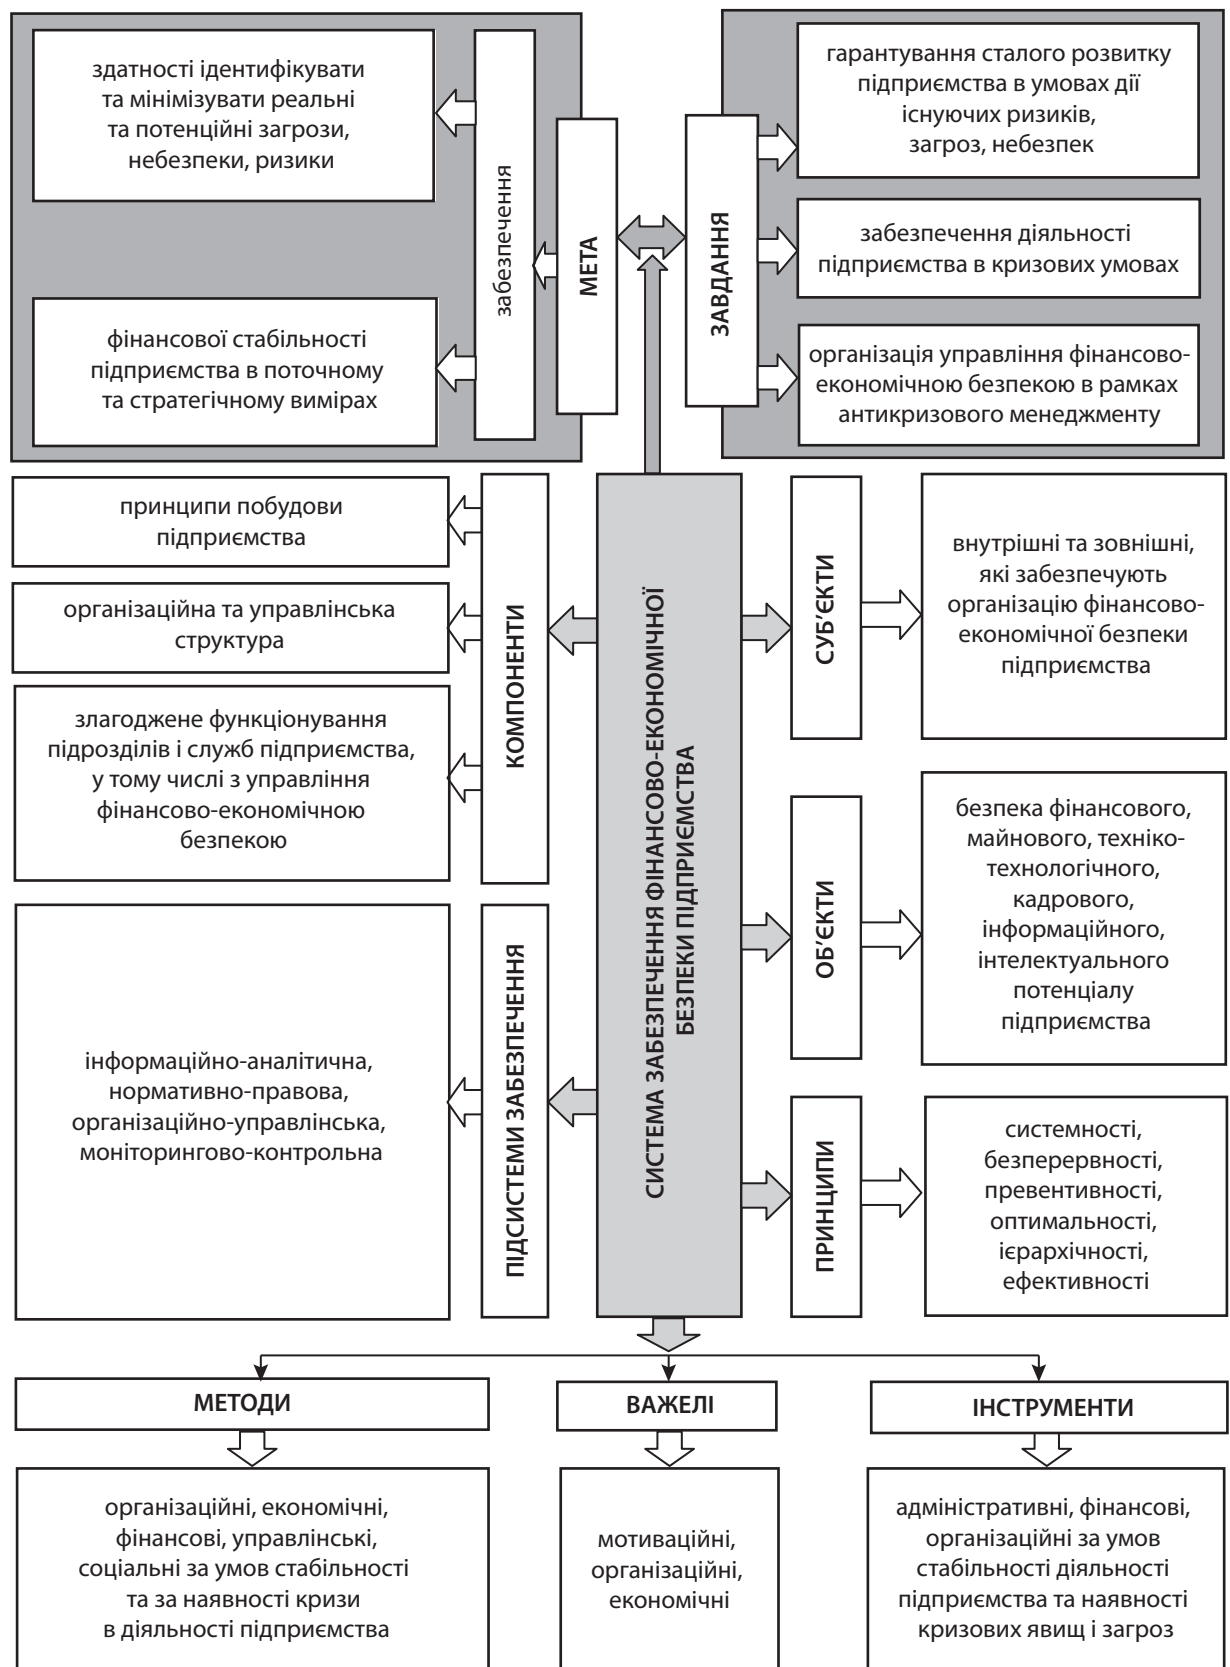 здатності ідентифікувати
та мінімізувати реальні
та потенційні загрози,
небезпеки, ризики
фінансової стабільності
підприємства в поточному
та стратегічному вимірах
забезпечення
МЕТА
ЗАВДАННЯ
гарантування сталого розвитку
підприємства в умовах дії
існуючих ризиків,
загроз, небезпек
забезпечення діяльності
підприємства в кризових умовах
організація управління фінансово-
економічною безпекою в рамках
антикризового менеджменту
принципи побудови
підприємства
організаційна та управлінська
структура
злагоджене функціонування
підрозділів і служб підприємства,
у тому числі з управління
фінансово-економічною
безпекою
КОМПОНЕНТИ
інформаційно-аналітична,
нормативно-правова,
організаційно-управлінська,
моніторингово-контрольна
ПІДСИСТЕМИ ЗАБЕЗПЕЧЕННЯ
СИСТЕМА ЗАБЕЗПЕЧЕННЯ ФІНАНСОВО-ЕКОНОМІЧНОЇ
БЕЗПЕКИ ПІДПРИЄМСТВА
СУБ’ЄКТИ
внутрішні та зовнішні,
які забезпечують
організацію фінансово-
економічної безпеки
підприємства
ОБ’ЄКТИ
безпека фінансового,
майнового, техніко-
технологічного,
кадрового,
інформаційного,
інтелектуального
потенціалу
підприємства
ПРИНЦИПИ
системності,
безперервності,
превентивності,
оптимальності,
ієрархічності,
ефективності
МЕТОДИ
організаційні, економічні,
фінансові, управлінські,
соціальні за умов стабільності
та за наявності кризи
в діяльності підприємства
ВАЖЕЛІ
мотиваційні,
організаційні,
економічні
ІНСТРУМЕНТИ
адміністративні, фінансові,
організаційні за умов
стабільності діяльності
підприємства та наявності
кризових явищ і загроз